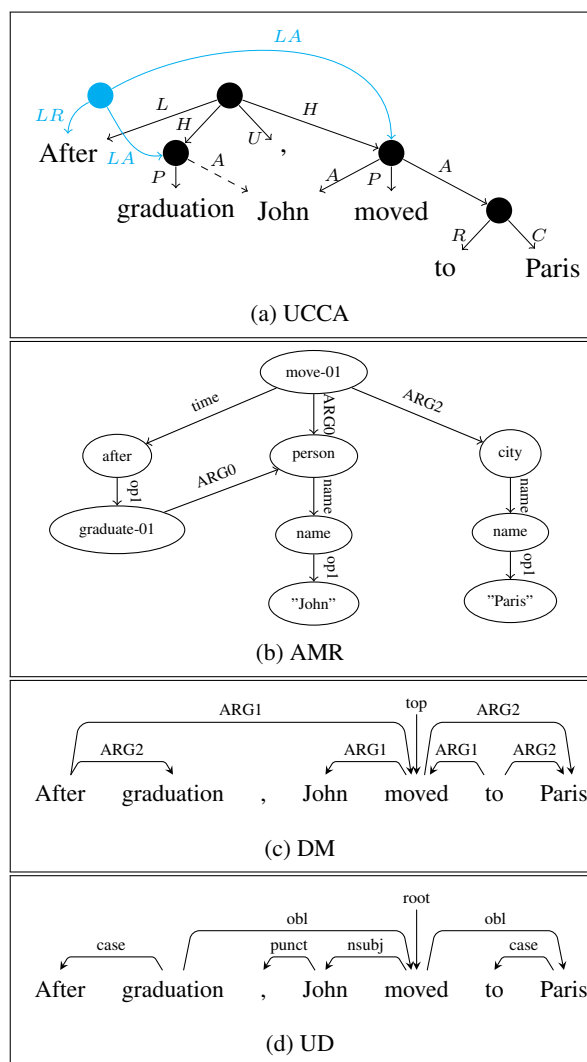 LA
LR L H
After LA H U ,
P A A P A
graduation John moved
R C
to Paris
(a) UCCA
move-01
time ARG0 ARG2
after person city
op1 ARG0 name name
graduate-01 name name
op1 op1
"John" "Paris"
(b) AMR
top
ARG1 ARG2
ARG2 ARG1 ARG1 ARG2
After graduation , John moved to Paris
(c) DM
root
obl obl
case punct nsubj case
After graduation , John moved to Paris
(d) UD